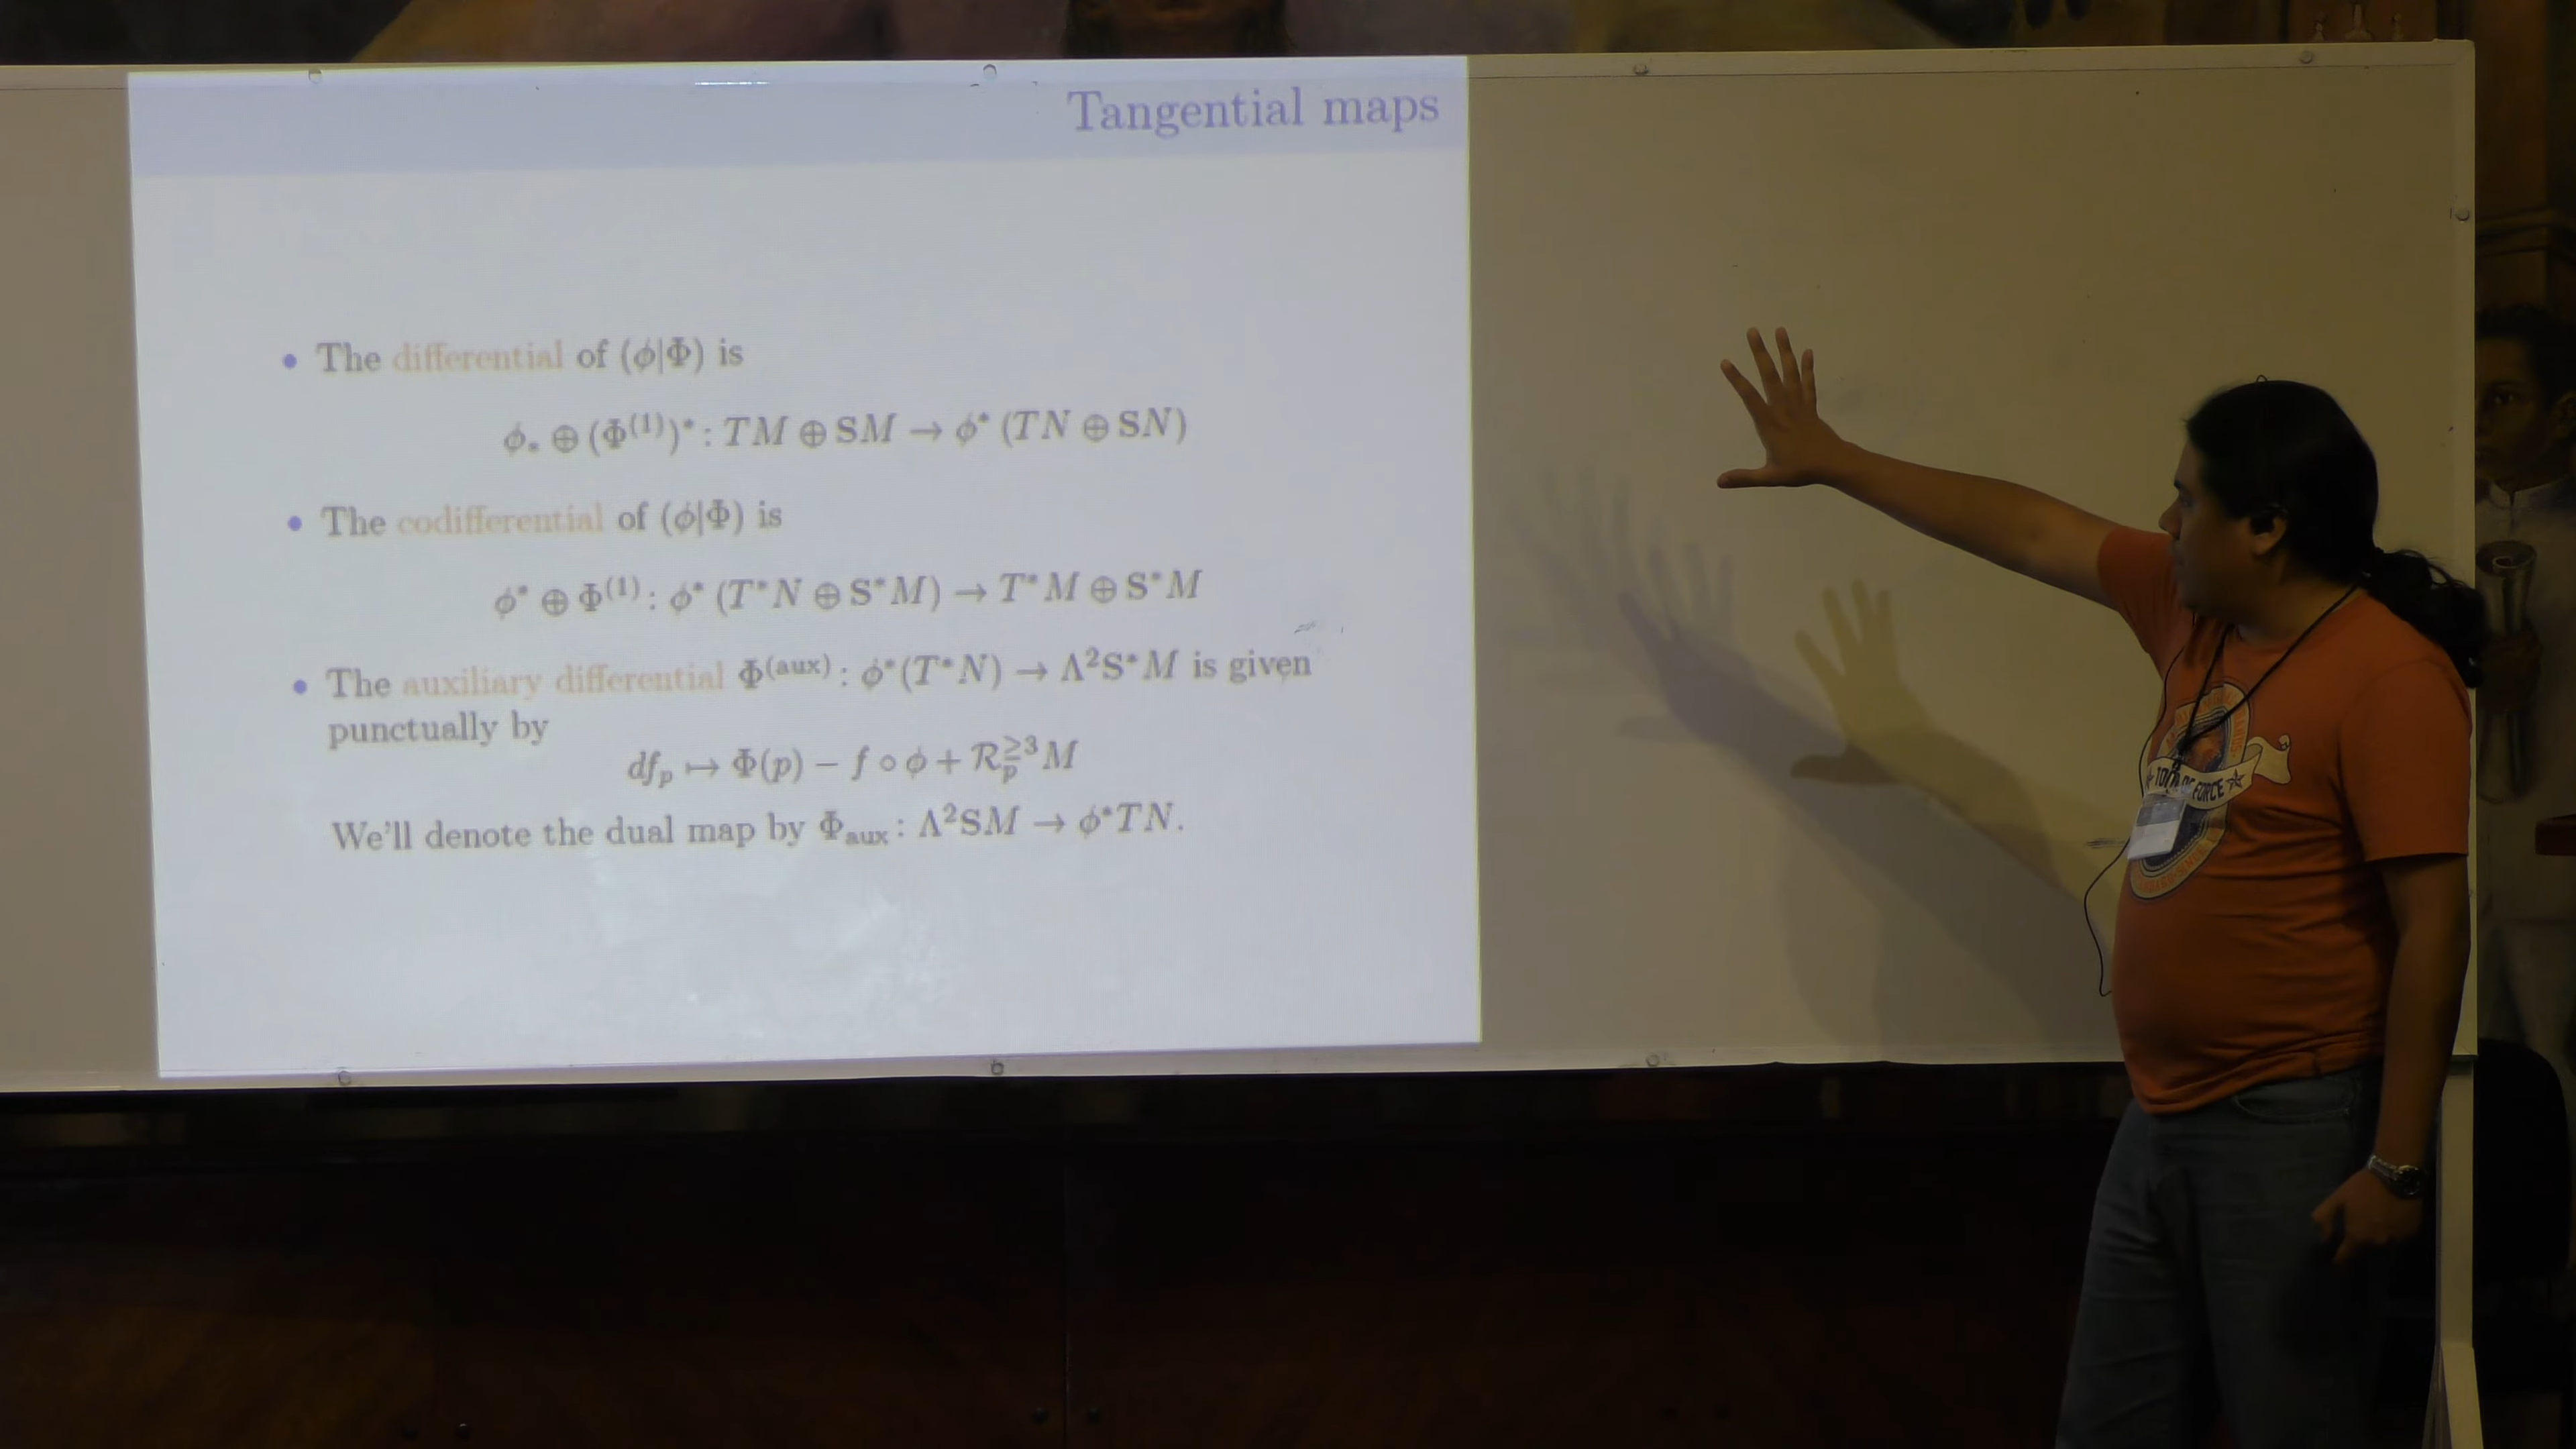 Tangential maps
• The differential of (ϕ|Φ) is
ϕ∗ ⊕ (Φ⁽¹⁾)* : TM ⊕ SM → ϕ* (TN ⊕ SN)
• The codifferential of (ϕ|Φ) is
ϕ* ⊕ Φ⁽¹⁾ : ϕ* (T*N ⊕ S*M) → T*M ⊕ S*M
• The auxiliary differential Φ⁽ᵃᵘˣ⁾ : ϕ*(T*N) → Λ²S*M is given
punctually by
df_p ↦ Φ(p) − f ∘ ϕ + R_p^{≥3} M
We'll denote the dual map by Φ_aux : Λ²SM → ϕ*TN.
FORCE